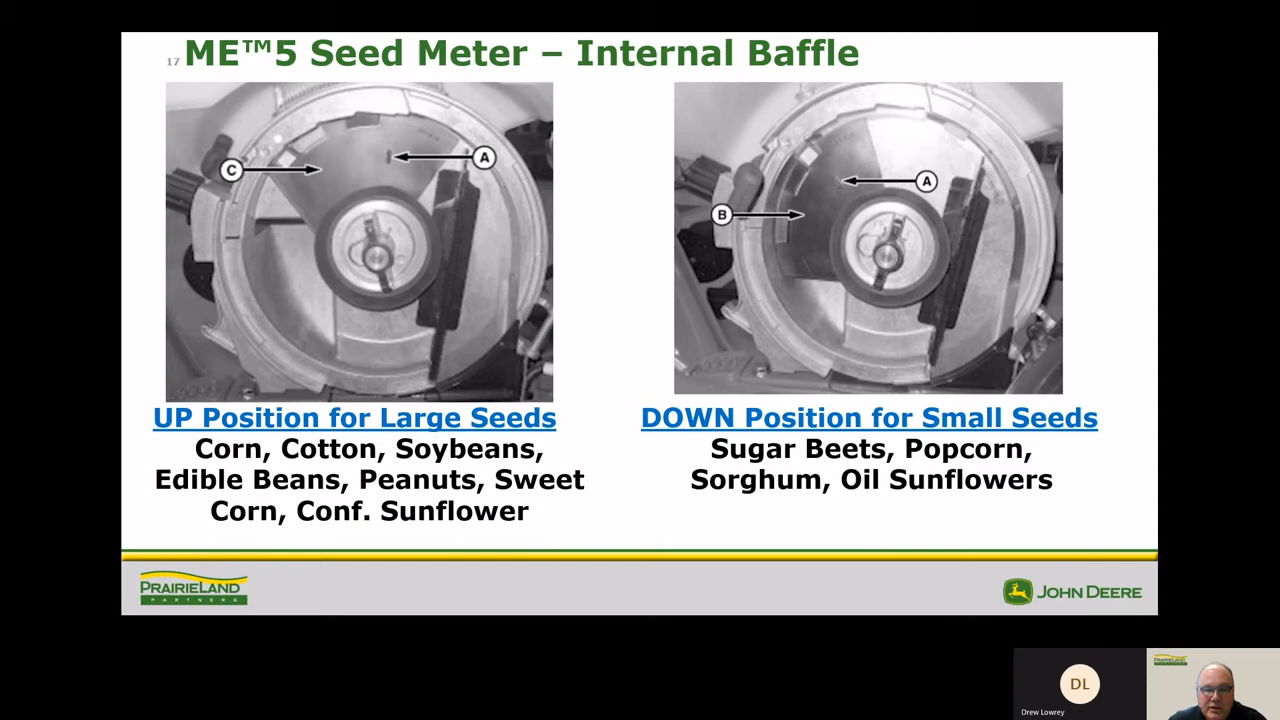 17 ME™5 Seed Meter – Internal Baffle
C
A
B
A
UP Position for Large Seeds
Corn, Cotton, Soybeans,
Edible Beans, Peanuts, Sweet
Corn, Conf. Sunflower
DOWN Position for Small Seeds
Sugar Beets, Popcorn,
Sorghum, Oil Sunflowers
PRAIRIELAND
PARTNERS
JOHN DEERE
DL
Drew Lowrey
PRAIRIELAND